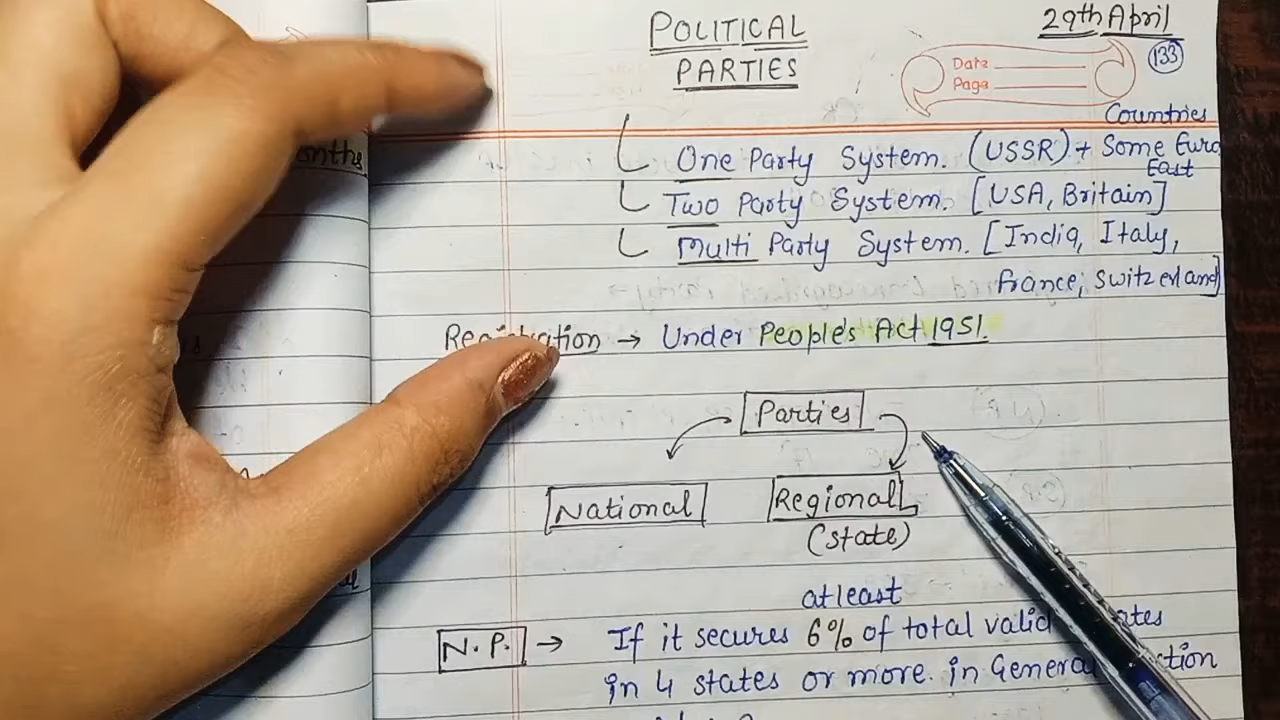 POLITICAL
PARTIES
29th April
133
Date
Page
Countries
One Party System. (USSR) + Some Euro
East
Two Party System. [USA, Britain]
Multi Party System. [India, Italy,
france, Switzerland]
Registration → Under People's Act 1951.
Parties
National
Regional
(state)
atleast
N.P. → If it secures 6% of total valid
in 4 states or more in General